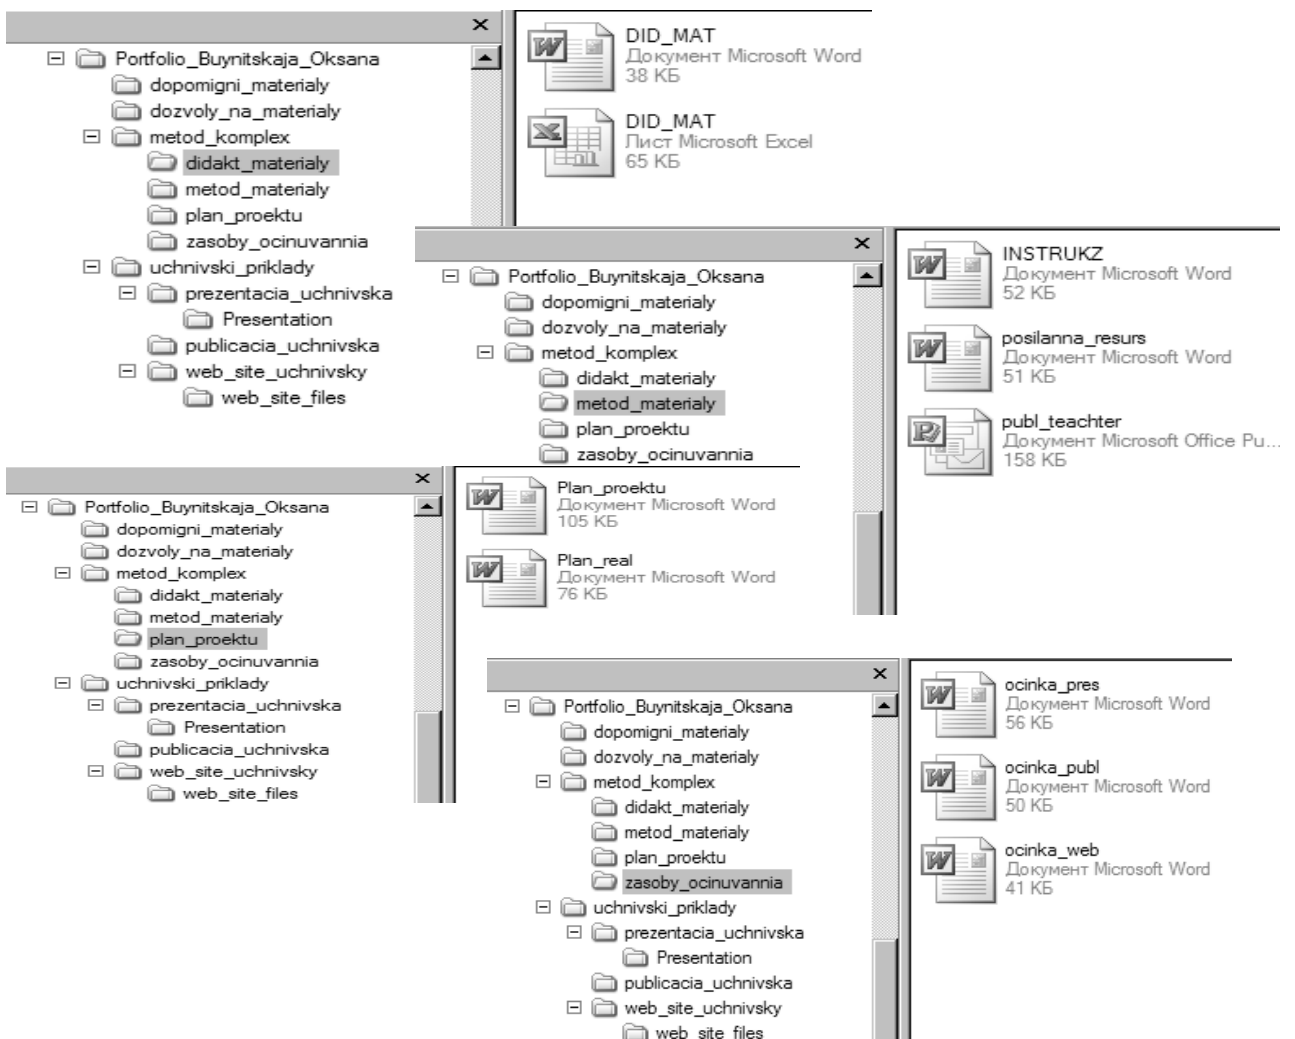 Portfolio_Buynitskaja_Oksana
dopomigni_materialy
dozvoly_na_materialy
metod_komplex
didakt_materialy
metod_materialy
plan_proektu
zasoby_ocinuvannia
uchnivski_priklady
prezentacia_uchnivska
Presentation
publicacia_uchnivska
web_site_uchnivsky
web_site_files
DID_MAT
Документ Microsoft Word
38 КБ
DID_MAT
Лист Microsoft Excel
65 КБ
Portfolio_Buynitskaja_Oksana
dopomigni_materialy
dozvoly_na_materialy
metod_komplex
didakt_materialy
metod_materialy
plan_proektu
zasoby_ocinuvannia
INSTRUKZ
Документ Microsoft Word
52 КБ
posilanna_resurs
Документ Microsoft Word
51 КБ
publ_teachter
Документ Microsoft Office Pu...
158 КБ
Portfolio_Buynitskaja_Oksana
dopomigni_materialy
dozvoly_na_materialy
metod_komplex
didakt_materialy
metod_materialy
plan_proektu
zasoby_ocinuvannia
uchnivski_priklady
prezentacia_uchnivska
Presentation
publicacia_uchnivska
web_site_uchnivsky
web_site_files
Plan_proektu
Документ Microsoft Word
105 КБ
Plan_real
Документ Microsoft Word
76 КБ
Portfolio_Buynitskaja_Oksana
dopomigni_materialy
dozvoly_na_materialy
metod_komplex
didakt_materialy
metod_materialy
plan_proektu
zasoby_ocinuvannia
uchnivski_priklady
prezentacia_uchnivska
Presentation
publicacia_uchnivska
web_site_uchnivsky
web_site_files
ocinka_pres
Документ Microsoft Word
56 КБ
ocinka_publ
Документ Microsoft Word
50 КБ
ocinka_web
Документ Microsoft Word
41 КБ